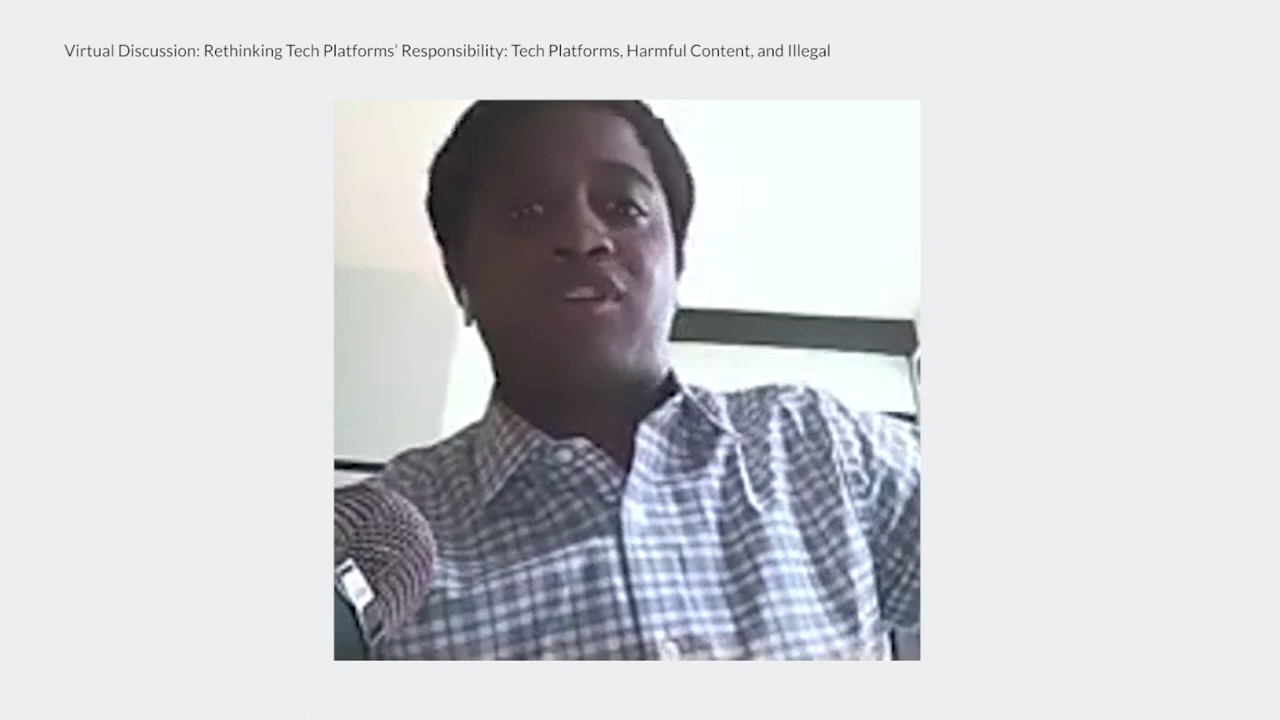 Virtual Discussion: Rethinking Tech Platforms’ Responsibility: Tech Platforms, Harmful Content, and Illegal